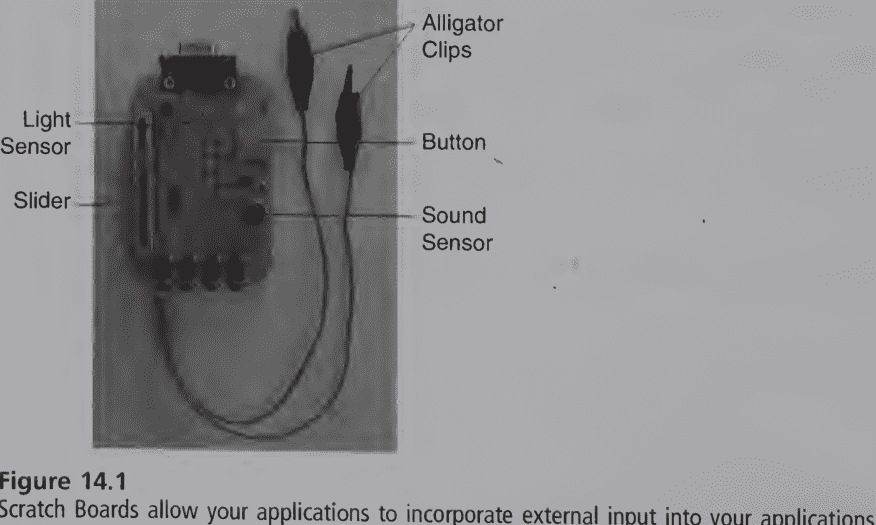 Alligator
Clips
Light
Sensor
Button
Slider
Sound
Sensor
Figure 14.1
Scratch Boards allow your applications to incorporate external input into your applications